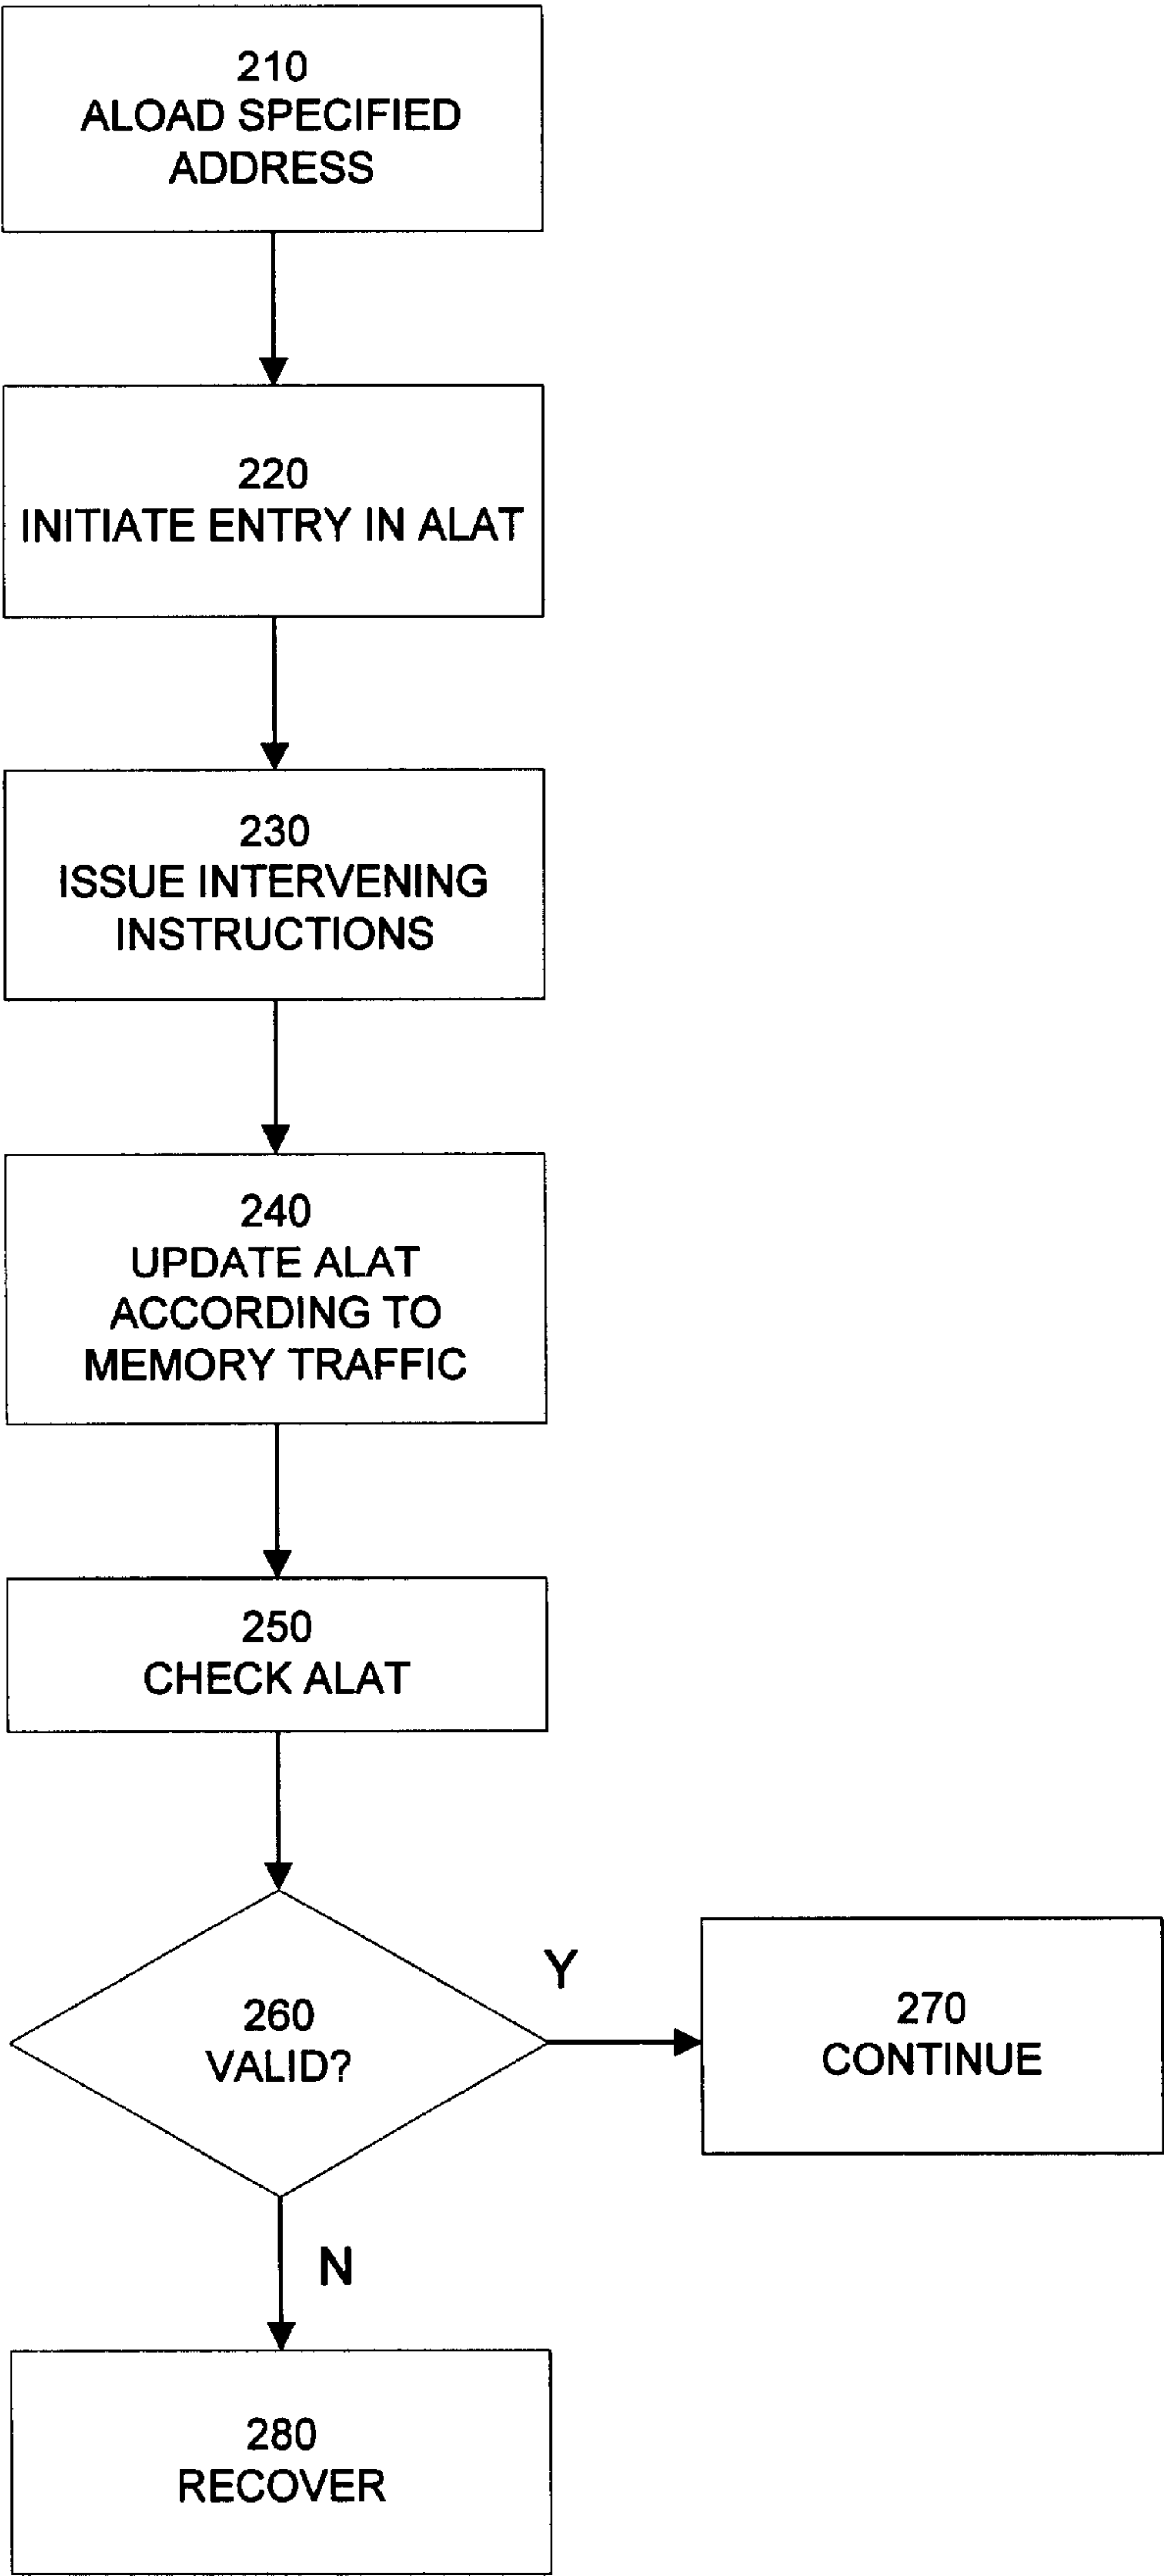 210
ALOAD SPECIFIED
ADDRESS
220
INITIATE ENTRY IN ALAT
230
ISSUE INTERVENING
INSTRUCTIONS
240
UPDATE ALAT
ACCORDING TO
MEMORY TRAFFIC
250
CHECK ALAT
260
VALID?
Y
270
CONTINUE
N
280
RECOVER